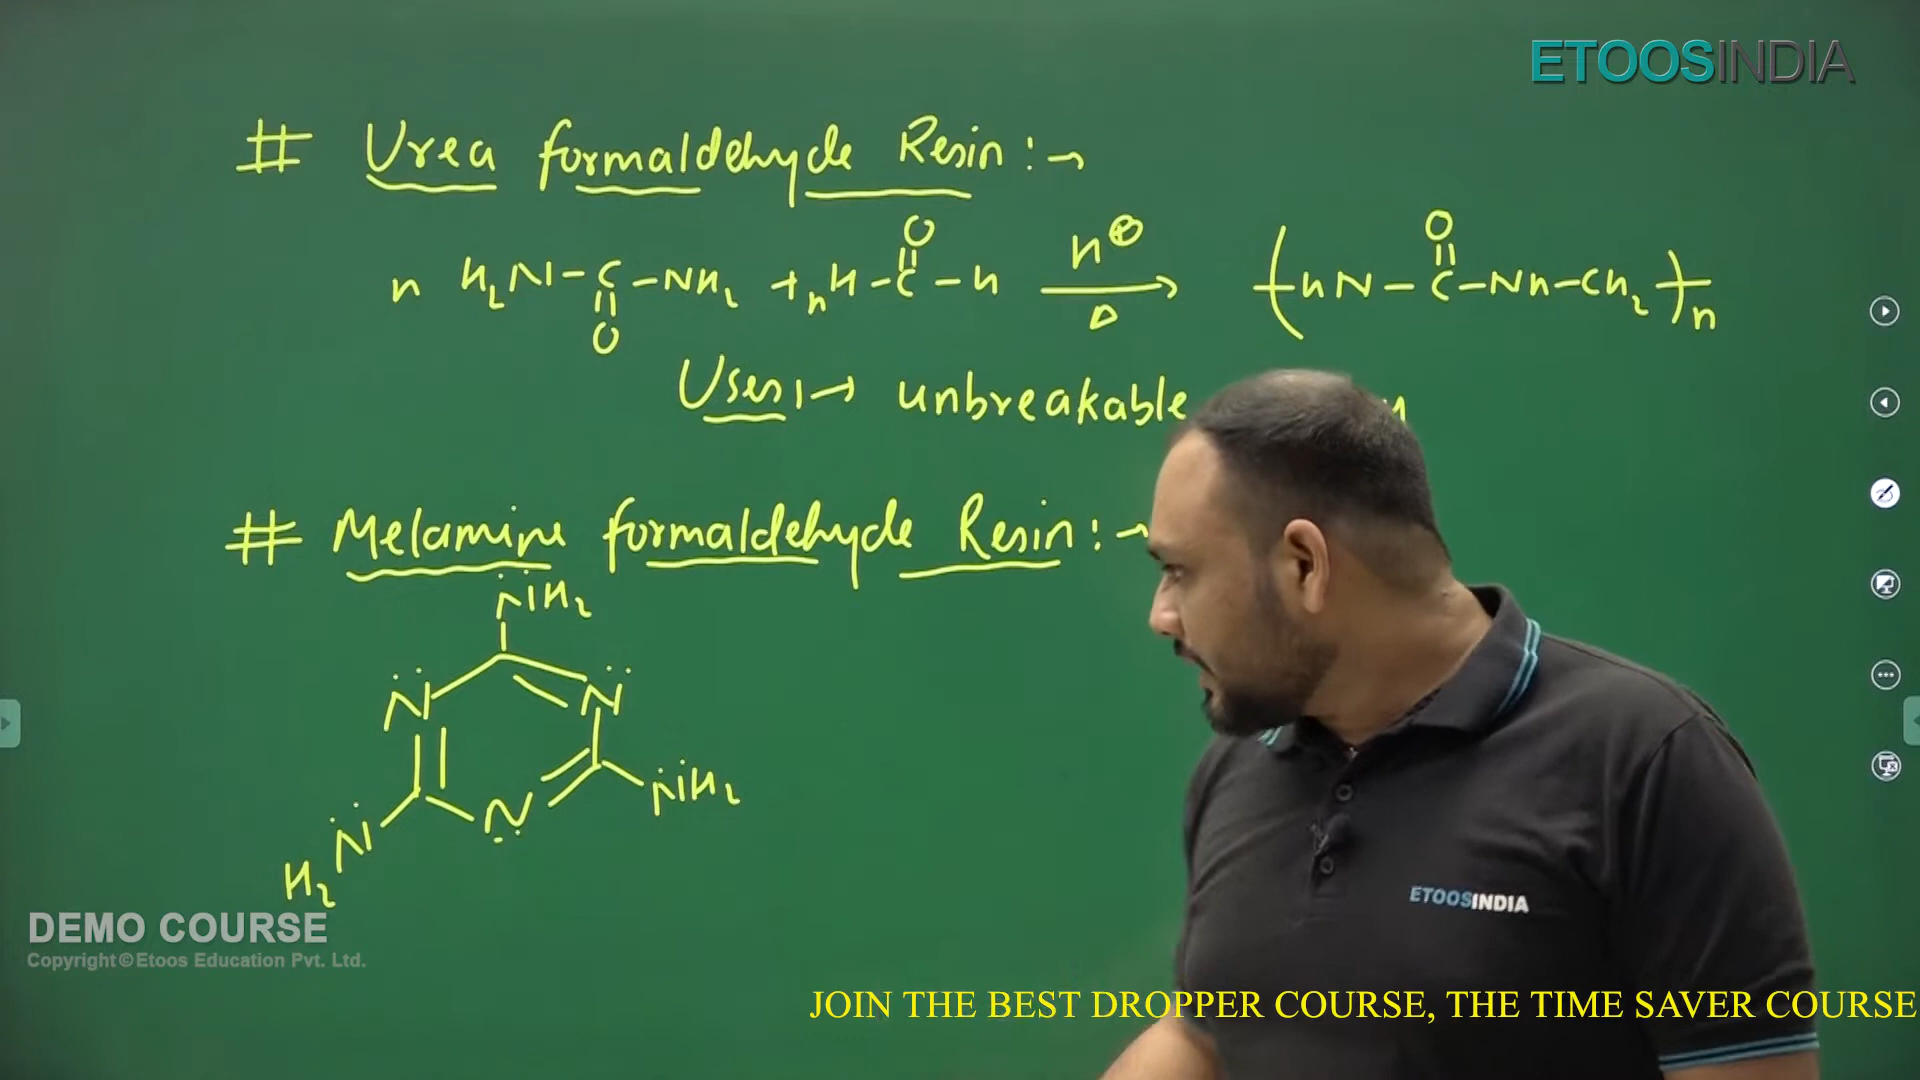 ETOOSINDIA
# Urea formaldehyde Resin :→
n H₂N–C–NH₂ + n H–C–H H⊕ Δ → (HN–C–NH–CH₂)n
O O O
Uses :→ unbreakable
# Melamine formaldehyde Resin :→
NH₂
N N
N NH₂
H₂N
ETOOSINDIA
DEMO COURSE
Copyright©Etoos Education Pvt. Ltd.
JOIN THE BEST DROPPER COURSE, THE TIME SAVER COURSE